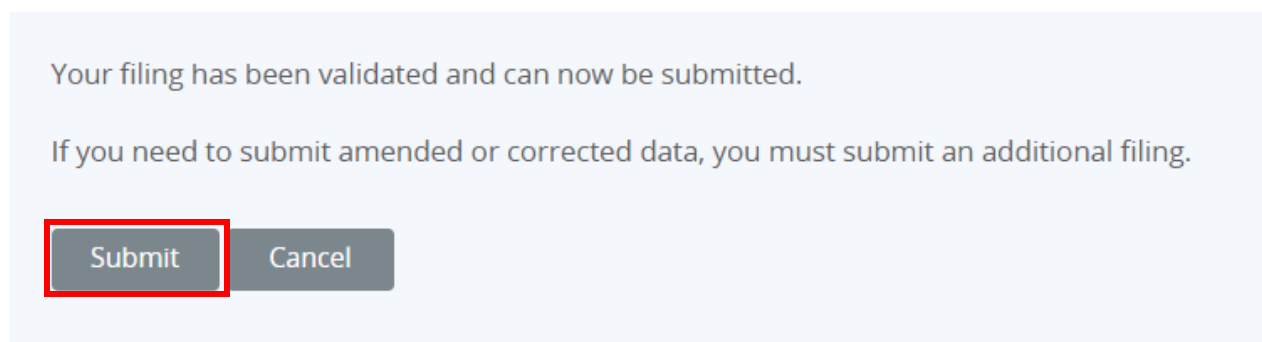 Your filing has been validated and can now be submitted.
If you need to submit amended or corrected data, you must submit an additional filing.
Submit Cancel